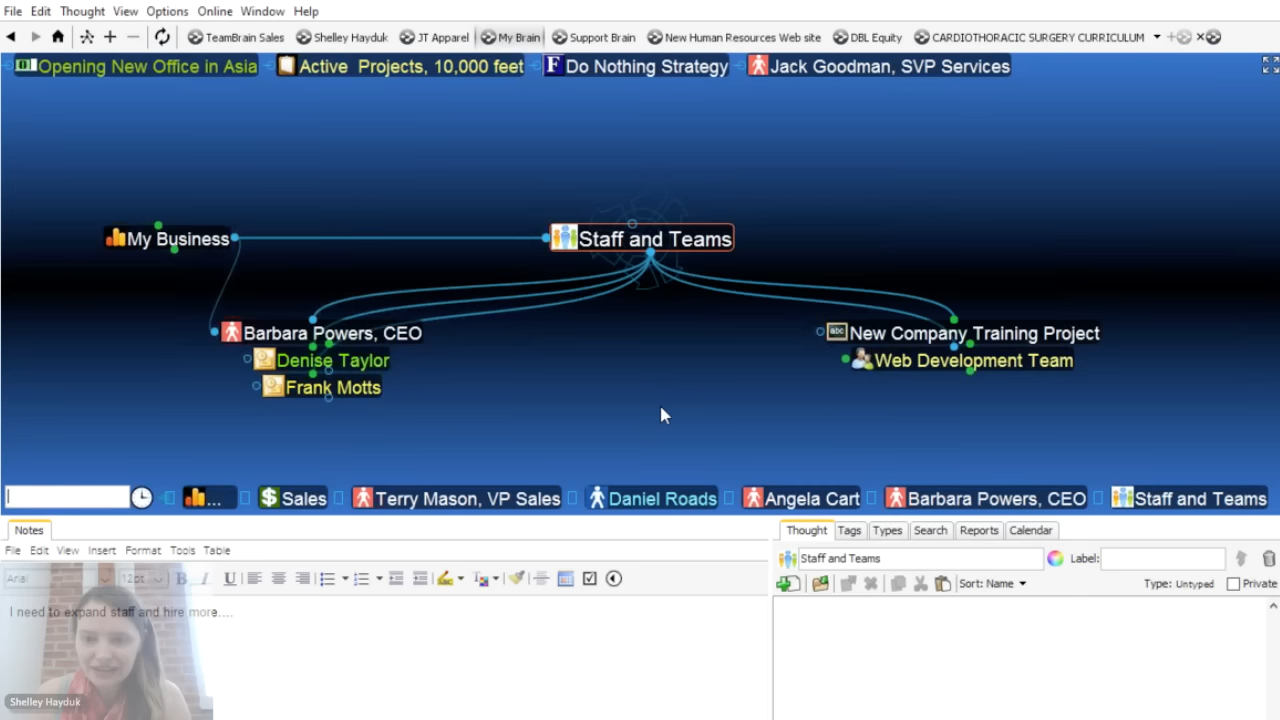 File Edit Thought View Options Online Window Help
TeamBrain Sales Shelley Hayduk JT Apparel My Brain Support Brain New Human Resources Web site DBL Equity CARDIOTHORACIC SURGERY CURRICULUM
Opening New Office in Asia Active Projects, 10,000 feet F Do Nothing Strategy Jack Goodman, SVP Services
My Business Staff and Teams
Barbara Powers, CEO abc New Company Training Project
Denise Taylor Web Development Team
Frank Motts
... $ Sales Terry Mason, VP Sales Daniel Roads Angela Cart Barbara Powers, CEO Staff and Teams
Notes Thought Tags Types Search Reports Calendar
File Edit View Insert Format Tools Table Staff and Teams Label:
Arial 12pt B I U Sort: Name Type: Untyped Private
I need to expand staff and hire more....
Shelley Hayduk